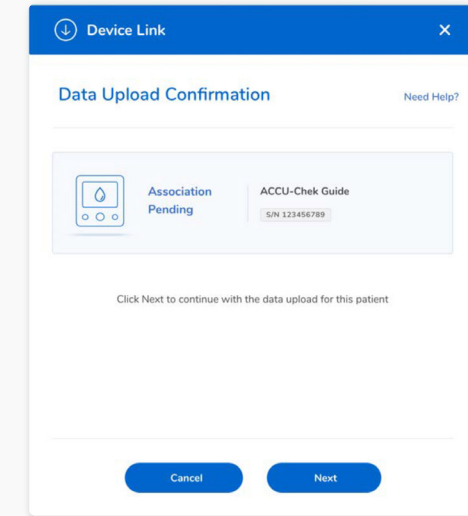 Device Link
Data Upload Confirmation
Need Help?
Association
Pending
ACCU-Chek Guide
S/N 123456789
Click Next to continue with the data upload for this patient
Cancel
Next